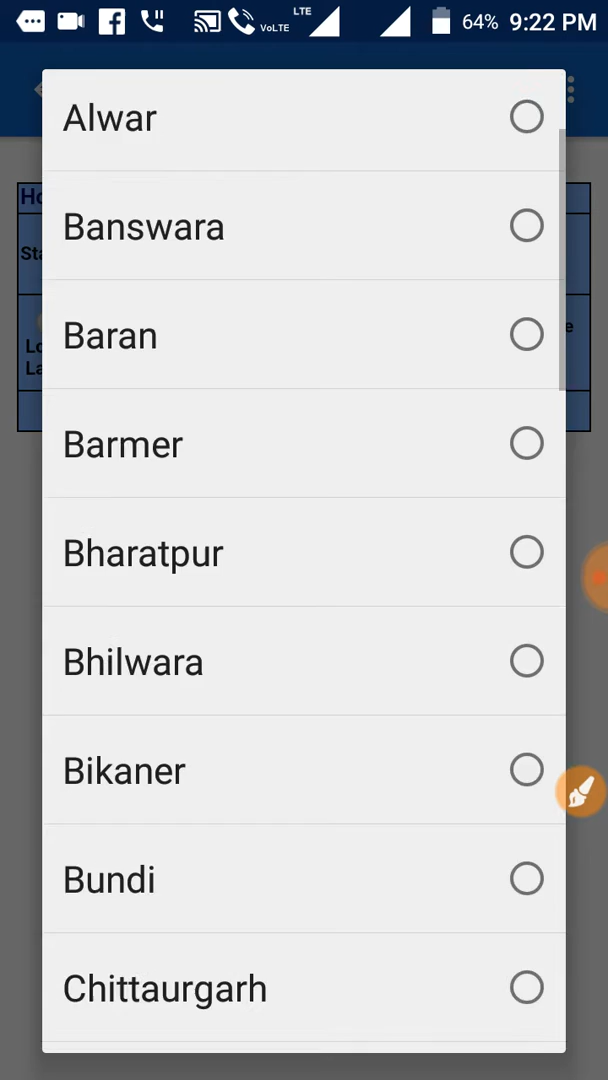 VoLTE LTE 64% 9:22 PM
Alwar
Banswara
Baran
Barmer
Bharatpur
Bhilwara
Bikaner
Bundi
Chittaurgarh